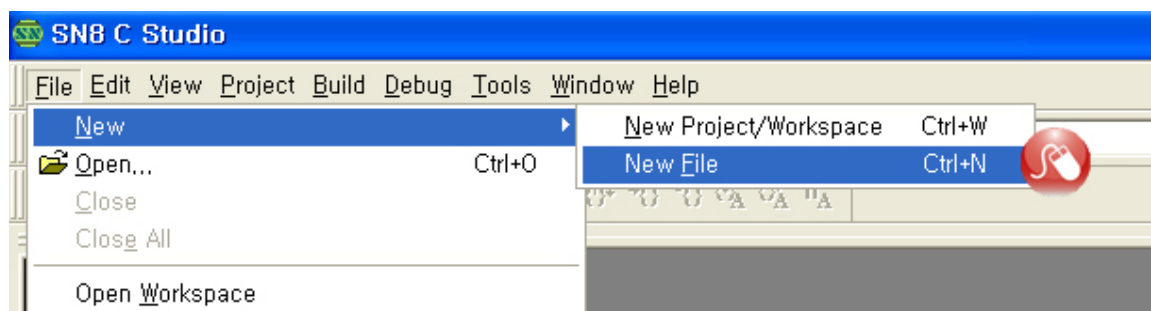 SN8 C Studio
File Edit View Project Build Debug Tools Window Help
New
New Project/Workspace Ctrl+W
Open... Ctrl+O
New File Ctrl+N
Close
Close All
Open Workspace